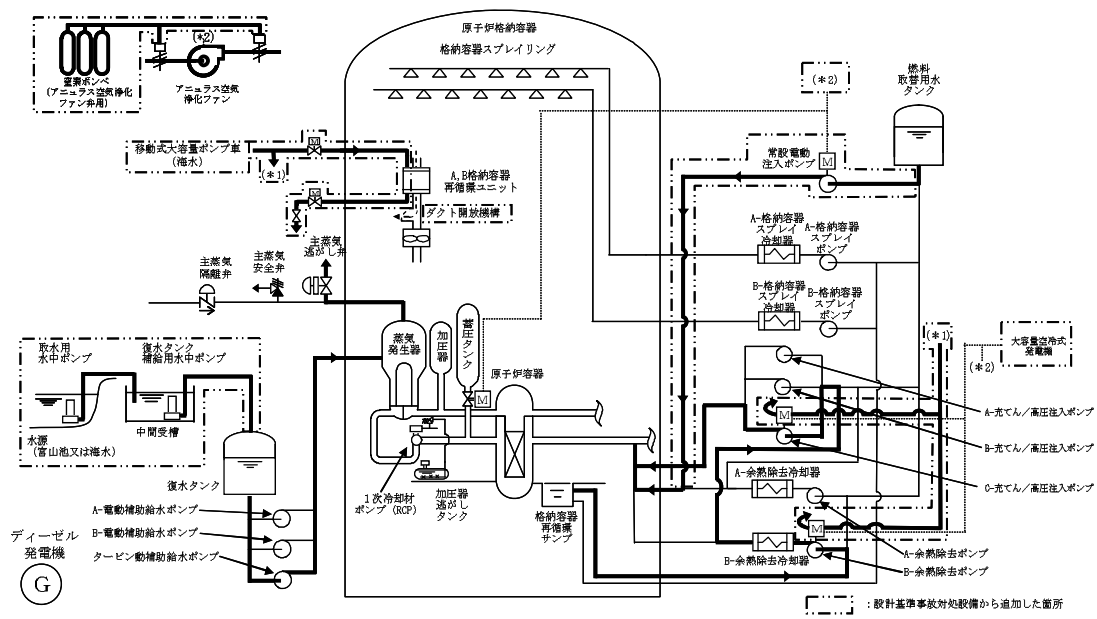 (*2)
窒素ボンベ
(アニュラス空気浄化
ファン弁用)
アニュラス空気
浄化ファン
原子炉格納容器
格納容器スプレイリング
(*2)
燃料
取替用水
タンク
移動式大容量ポンプ車
(海水)
M
(*1)
M
A,B格納容器
再循環ユニット
ダクト開放機構
常設電動
注入ポンプ
M
A-格納容器
スプレイ
冷却器
A-格納容器
スプレイ
ポンプ
B-格納容器
スプレイ
冷却器
B-格納容器
スプレイ
ポンプ
主蒸気
隔離弁
主蒸気
安全弁
主蒸気
逃がし弁
蒸気
発生器
加圧器
蓄圧タンク
M
原子炉容器
(*1)
大容量空冷式
発電機
(*2)
取水用
水中ポンプ
復水タンク
補給用水中ポンプ
水源
(宮山池又は海水)
中間受槽
復水タンク
M
A-充てん/高圧注入ポンプ
B-充てん/高圧注入ポンプ
C-充てん/高圧注入ポンプ
1次冷却材
ポンプ(RCP)
加圧器
逃がし
タンク
格納容器
再循環
サンプ
A-余熱除去冷却器
M
B-余熱除去冷却器
A-余熱除去ポンプ
B-余熱除去ポンプ
A-電動補助給水ポンプ
B-電動補助給水ポンプ
タービン動補助給水ポンプ
ディーゼル
発電機
G
:設計基準事故対処設備から追加した箇所